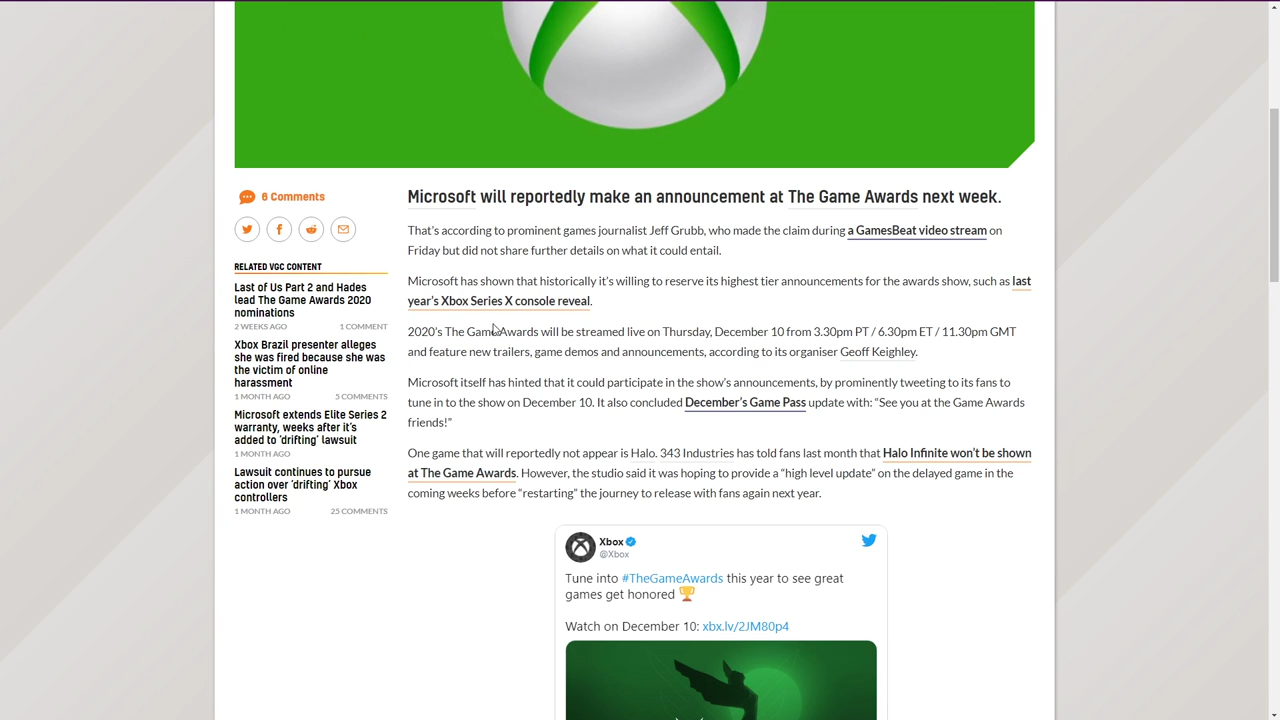 6 Comments
RELATED VGC CONTENT
Last of Us Part 2 and Hades
lead The Game Awards 2020
nominations
2 WEEKS AGO 1 COMMENT
Xbox Brazil presenter alleges
she was fired because she was
the victim of online
harassment
1 MONTH AGO 5 COMMENTS
Microsoft extends Elite Series 2
warranty, weeks after it's
added to 'drifting' lawsuit
1 MONTH AGO
Lawsuit continues to pursue
action over 'drifting' Xbox
controllers
1 MONTH AGO 25 COMMENTS
Microsoft will reportedly make an announcement at The Game Awards next week.
That's according to prominent games journalist Jeff Grubb, who made the claim during a GamesBeat video stream on
Friday but did not share further details on what it could entail.
Microsoft has shown that historically it's willing to reserve its highest tier announcements for the awards show, such as last
year's Xbox Series X console reveal.
2020's The Game Awards will be streamed live on Thursday, December 10 from 3.30pm PT / 6.30pm ET / 11.30pm GMT
and feature new trailers, game demos and announcements, according to its organiser Geoff Keighley.
Microsoft itself has hinted that it could participate in the show's announcements, by prominently tweeting to its fans to
tune in to the show on December 10. It also concluded December's Game Pass update with: "See you at the Game Awards
friends!"
One game that will reportedly not appear is Halo. 343 Industries has told fans last month that Halo Infinite won't be shown
at The Game Awards. However, the studio said it was hoping to provide a "high level update" on the delayed game in the
coming weeks before "restarting" the journey to release with fans again next year.
Xbox
@Xbox
Tune into #TheGameAwards this year to see great
games get honored 🏆
Watch on December 10: xbx.lv/2JM80p4